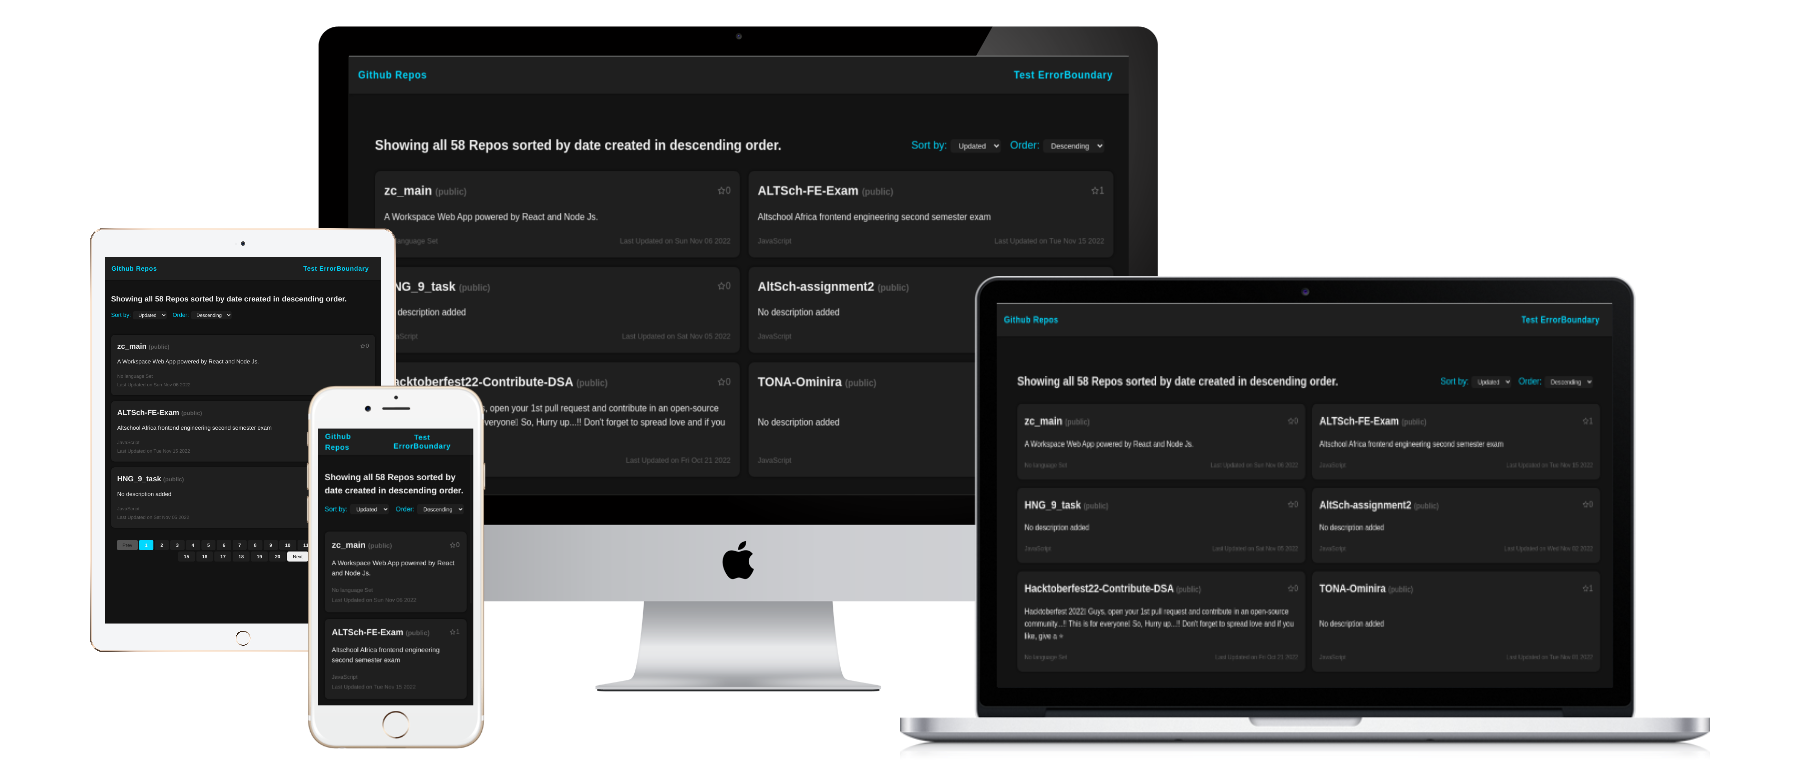 Github Repos
Test ErrorBoundary
Showing all 58 Repos sorted by date created in descending order.
Sort by: Updated Order: Descending
zc_main (public) ☆0
A Workspace Web App powered by React and Node Js.
language Set Last Updated on Sun Nov 06 2022
ALTSch-FE-Exam (public) ☆1
Altschool Africa frontend engineering second semester exam
JavaScript Last Updated on Tue Nov 15 2022
NG_9_task (public) ☆0
description added
Script Last Updated on Sat Nov 05 2022
AltSch-assignment2 (public)
No description added
JavaScript
acktoberfest22-Contribute-DSA (public) ☆0
s, open your 1st pull request and contribute in an open-source
veryone! So, Hurry up...!! Don't forget to spread love and if you
Last Updated on Fri Oct 21 2022
TONA-Ominira (public)
No description added
JavaScript
Github Repos
Test ErrorBoundary
Showing all 58 Repos sorted by date created in descending order.
Sort by: Updated Order: Descending
zc_main (public) ☆0
A Workspace Web App powered by React and Node Js.
No language Set
Last Updated on Sun Nov 06 2022
ALTSch-FE-Exam (public)
Altschool Africa frontend engineering second semester exam
JavaScript
Last Updated on Tue Nov 15 2022
HNG_9_task (public)
No description added
JavaScript
Last Updated on Sat Nov 05 2022
Prev 1 2 3 4 5 6 7 8 9 10 11
15 16 17 18 19 20 Next
Github
Repos
Test
ErrorBoundary
Showing all 58 Repos sorted by
date created in descending order.
Sort by: Updated Order: Descending
zc_main (public) ☆0
A Workspace Web App powered by React
and Node Js.
No language Set
Last Updated on Sun Nov 06 2022
ALTSch-FE-Exam (public) ☆1
Altschool Africa frontend engineering
second semester exam
JavaScript
Last Updated on Tue Nov 15 2022
Github Repos
Test ErrorBoundary
Showing all 58 Repos sorted by date created in descending order.
Sort by: Updated Order: Descending
zc_main (public) ☆0
A Workspace Web App powered by React and Node Js.
No language Set Last Updated on Sun Nov 06 2022
ALTSch-FE-Exam (public) ☆1
Altschool Africa frontend engineering second semester exam
JavaScript Last Updated on Tue Nov 15 2022
HNG_9_task (public) ☆0
No description added
JavaScript Last Updated on Sat Nov 05 2022
AltSch-assignment2 (public) ☆0
No description added
JavaScript Last Updated on Wed Nov 02 2022
Hacktoberfest22-Contribute-DSA (public) ☆0
Hacktoberfest 2022! Guys, open your 1st pull request and contribute in an open-source
community...!! This is for everyone! So, Hurry up...!! Don't forget to spread love and if you
like, give a ⭐
No language Set Last Updated on Fri Oct 21 2022
TONA-Ominira (public) ☆1
No description added
JavaScript Last Updated on Tue Nov 2022